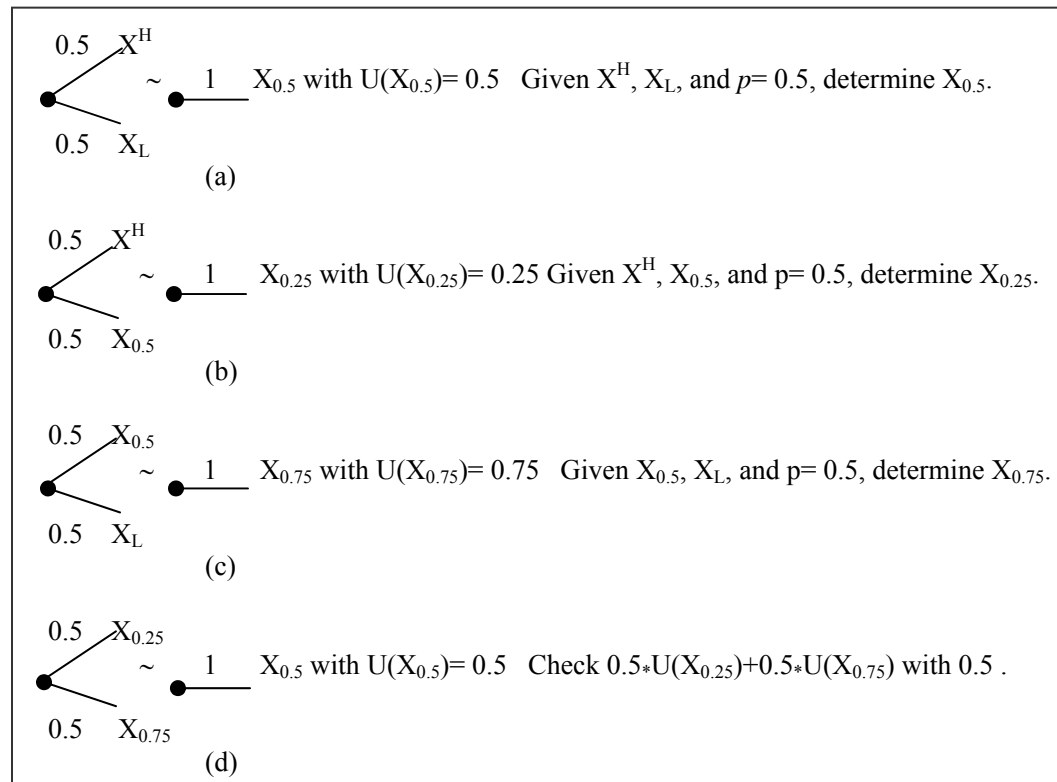 0.5 X^H
~ 1 X_0.5 with U(X_0.5)= 0.5 Given X^H, X_L, and p= 0.5, determine X_0.5.
0.5 X_L
(a)
0.5 X^H
~ 1 X_0.25 with U(X_0.25)= 0.25 Given X^H, X_0.5, and p= 0.5, determine X_0.25.
0.5 X_0.5
(b)
0.5 X_0.5
~ 1 X_0.75 with U(X_0.75)= 0.75 Given X_0.5, X_L, and p= 0.5, determine X_0.75.
0.5 X_L
(c)
0.5 X_0.25
~ 1 X_0.5 with U(X_0.5)= 0.5 Check 0.5*U(X_0.25)+0.5*U(X_0.75) with 0.5 .
0.5 X_0.75
(d)